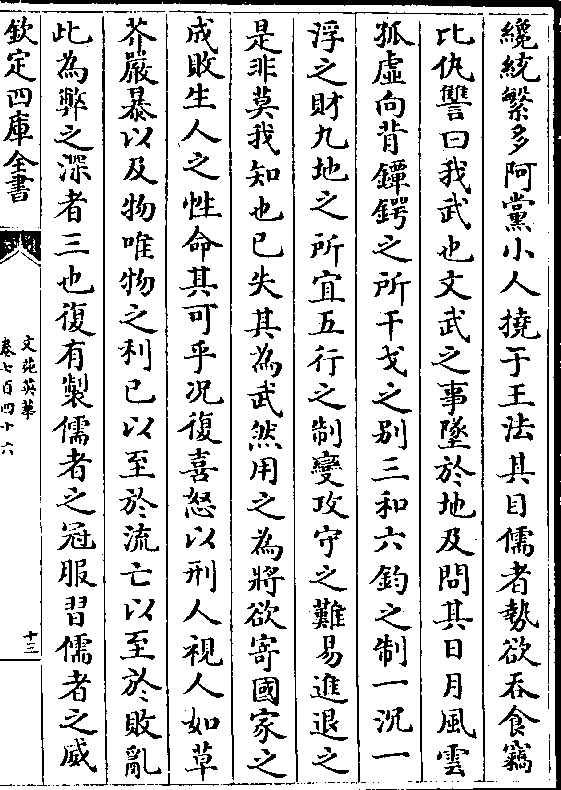 纔統繁多阿黨小人撓于王法其目儒者勢欲吞食竊
比仇讐曰我武也文武之事墜於地及問其日月風雲
狐虛向背鐔鍔之所干戈之别三和六鈞之制一沉一
浮之財九地之所宜五行之制變攻守之難易進退之
是非莫我知也已失其為武然用之為將欲寄國家之
成敗生人之性命其可乎况復喜怒以刑人視人如草
芥嚴暴以及物唯物之利已以至於流亡以至於敗亂
此為弊之深者三也復有製儒者之冠服習儒者之威
欽定四庫全書
文苑英華
卷七百四十六
十三